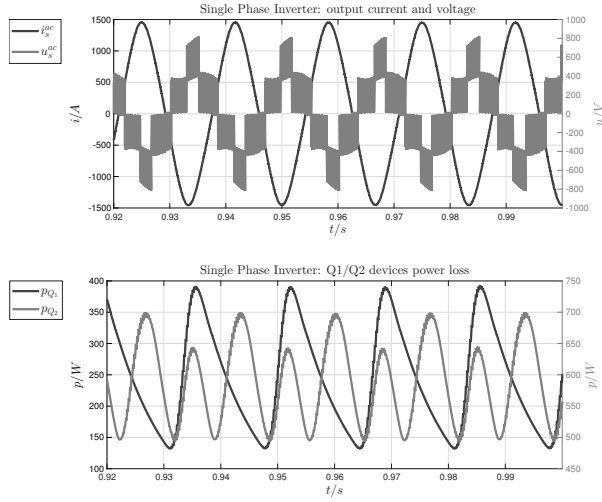 Single Phase Inverter: output current and voltage
i_s^{ac}
u_s^{ac}
i/A
1500
1000
500
0
-500
-1000
-1500
1000
800
600
400
200
0
-200
-400
-600
-800
-1000
u/V
0.92 0.93 0.94 0.95 0.96 0.97 0.98 0.99
t/s
Single Phase Inverter: Q1/Q2 devices power loss
p_{Q_1}
p_{Q_2}
p/W
400
350
300
250
200
150
100
750
700
650
600
550
500
450
p/W
0.92 0.93 0.94 0.95 0.96 0.97 0.98 0.99
t/s